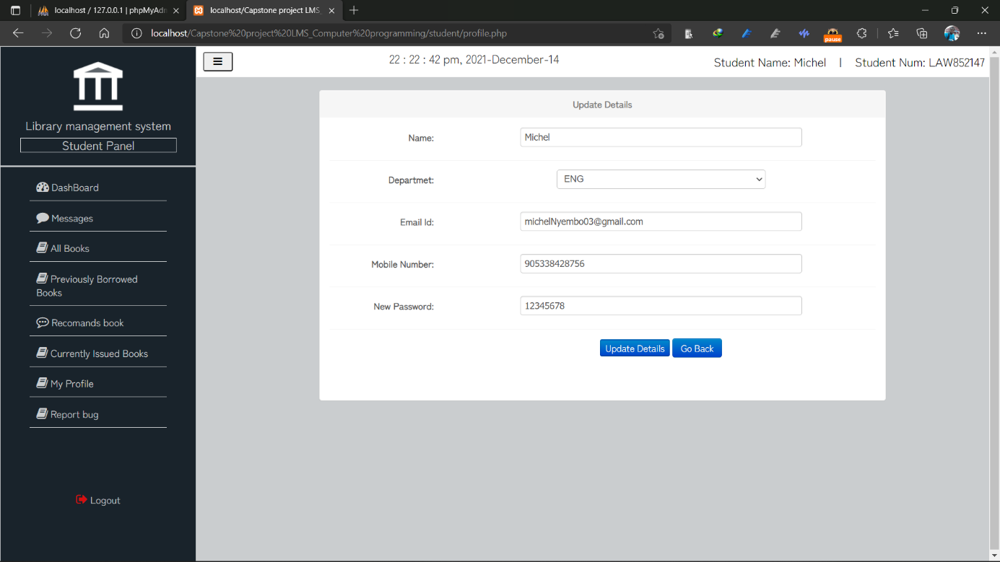 localhost / 127.0.0.1 | phpMyAdm
localhost/Capstone project LMS_
localhost/Capstone%20project%20LMS_Computer%20programming/student/profile.php
pause
Library management system
Student Panel
DashBoard
Messages
All Books
Previously Borrowed
Books
Recomands book
Currently Issued Books
My Profile
Report bug
Logout
22 : 22 : 42 pm, 2021-December-14
Student Name: Michel | Student Num: LAW852147
Update Details
Name: Michel
Departmet: ENG
Email Id: michelNyembo03@gmail.com
Mobile Number: 905338428756
New Password: 12345678
Update Details Go Back